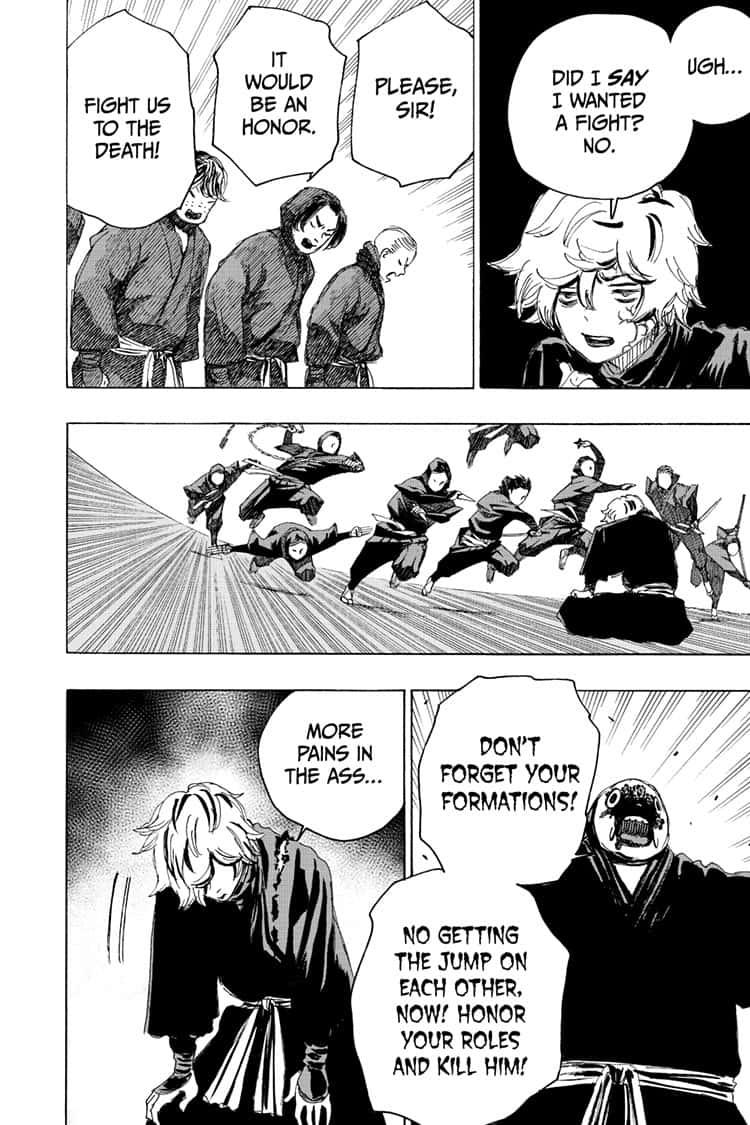 UGH...
DID I SAY
I WANTED
A FIGHT?
NO.
PLEASE,
SIR!
IT
WOULD
BE AN
HONOR.
FIGHT US
TO THE
DEATH!
DON'T
FORGET YOUR
FORMATIONS!
NO GETTING
THE JUMP ON
EACH OTHER,
NOW! HONOR
YOUR ROLES
AND KILL HIM!
MORE
PAINS IN
THE ASS...